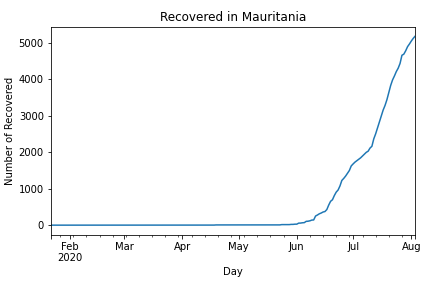 Recovered in Mauritania
Number of Recovered
5000
4000
3000
2000
1000
0
Feb Mar Apr May Jun Jul Aug
2020
Day